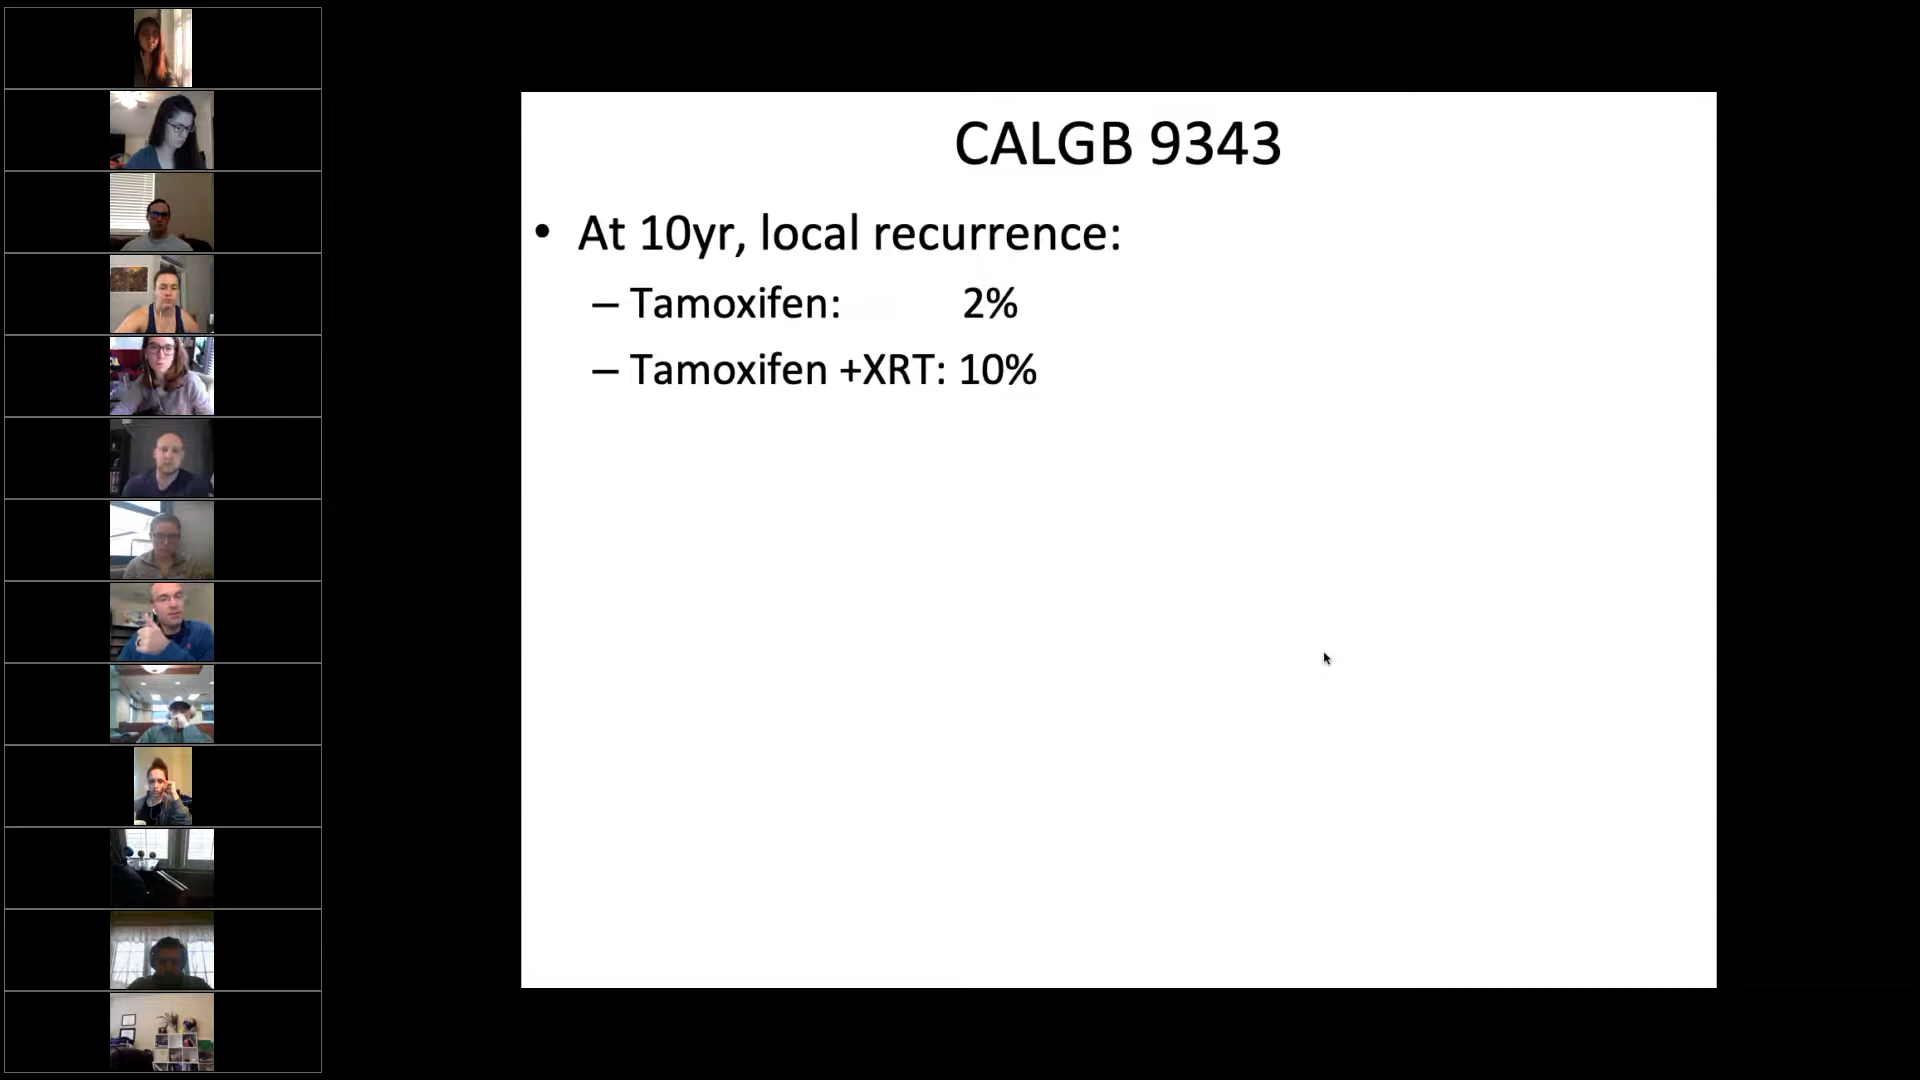 CALGB 9343
• At 10yr, local recurrence:
– Tamoxifen: 2%
– Tamoxifen +XRT: 10%